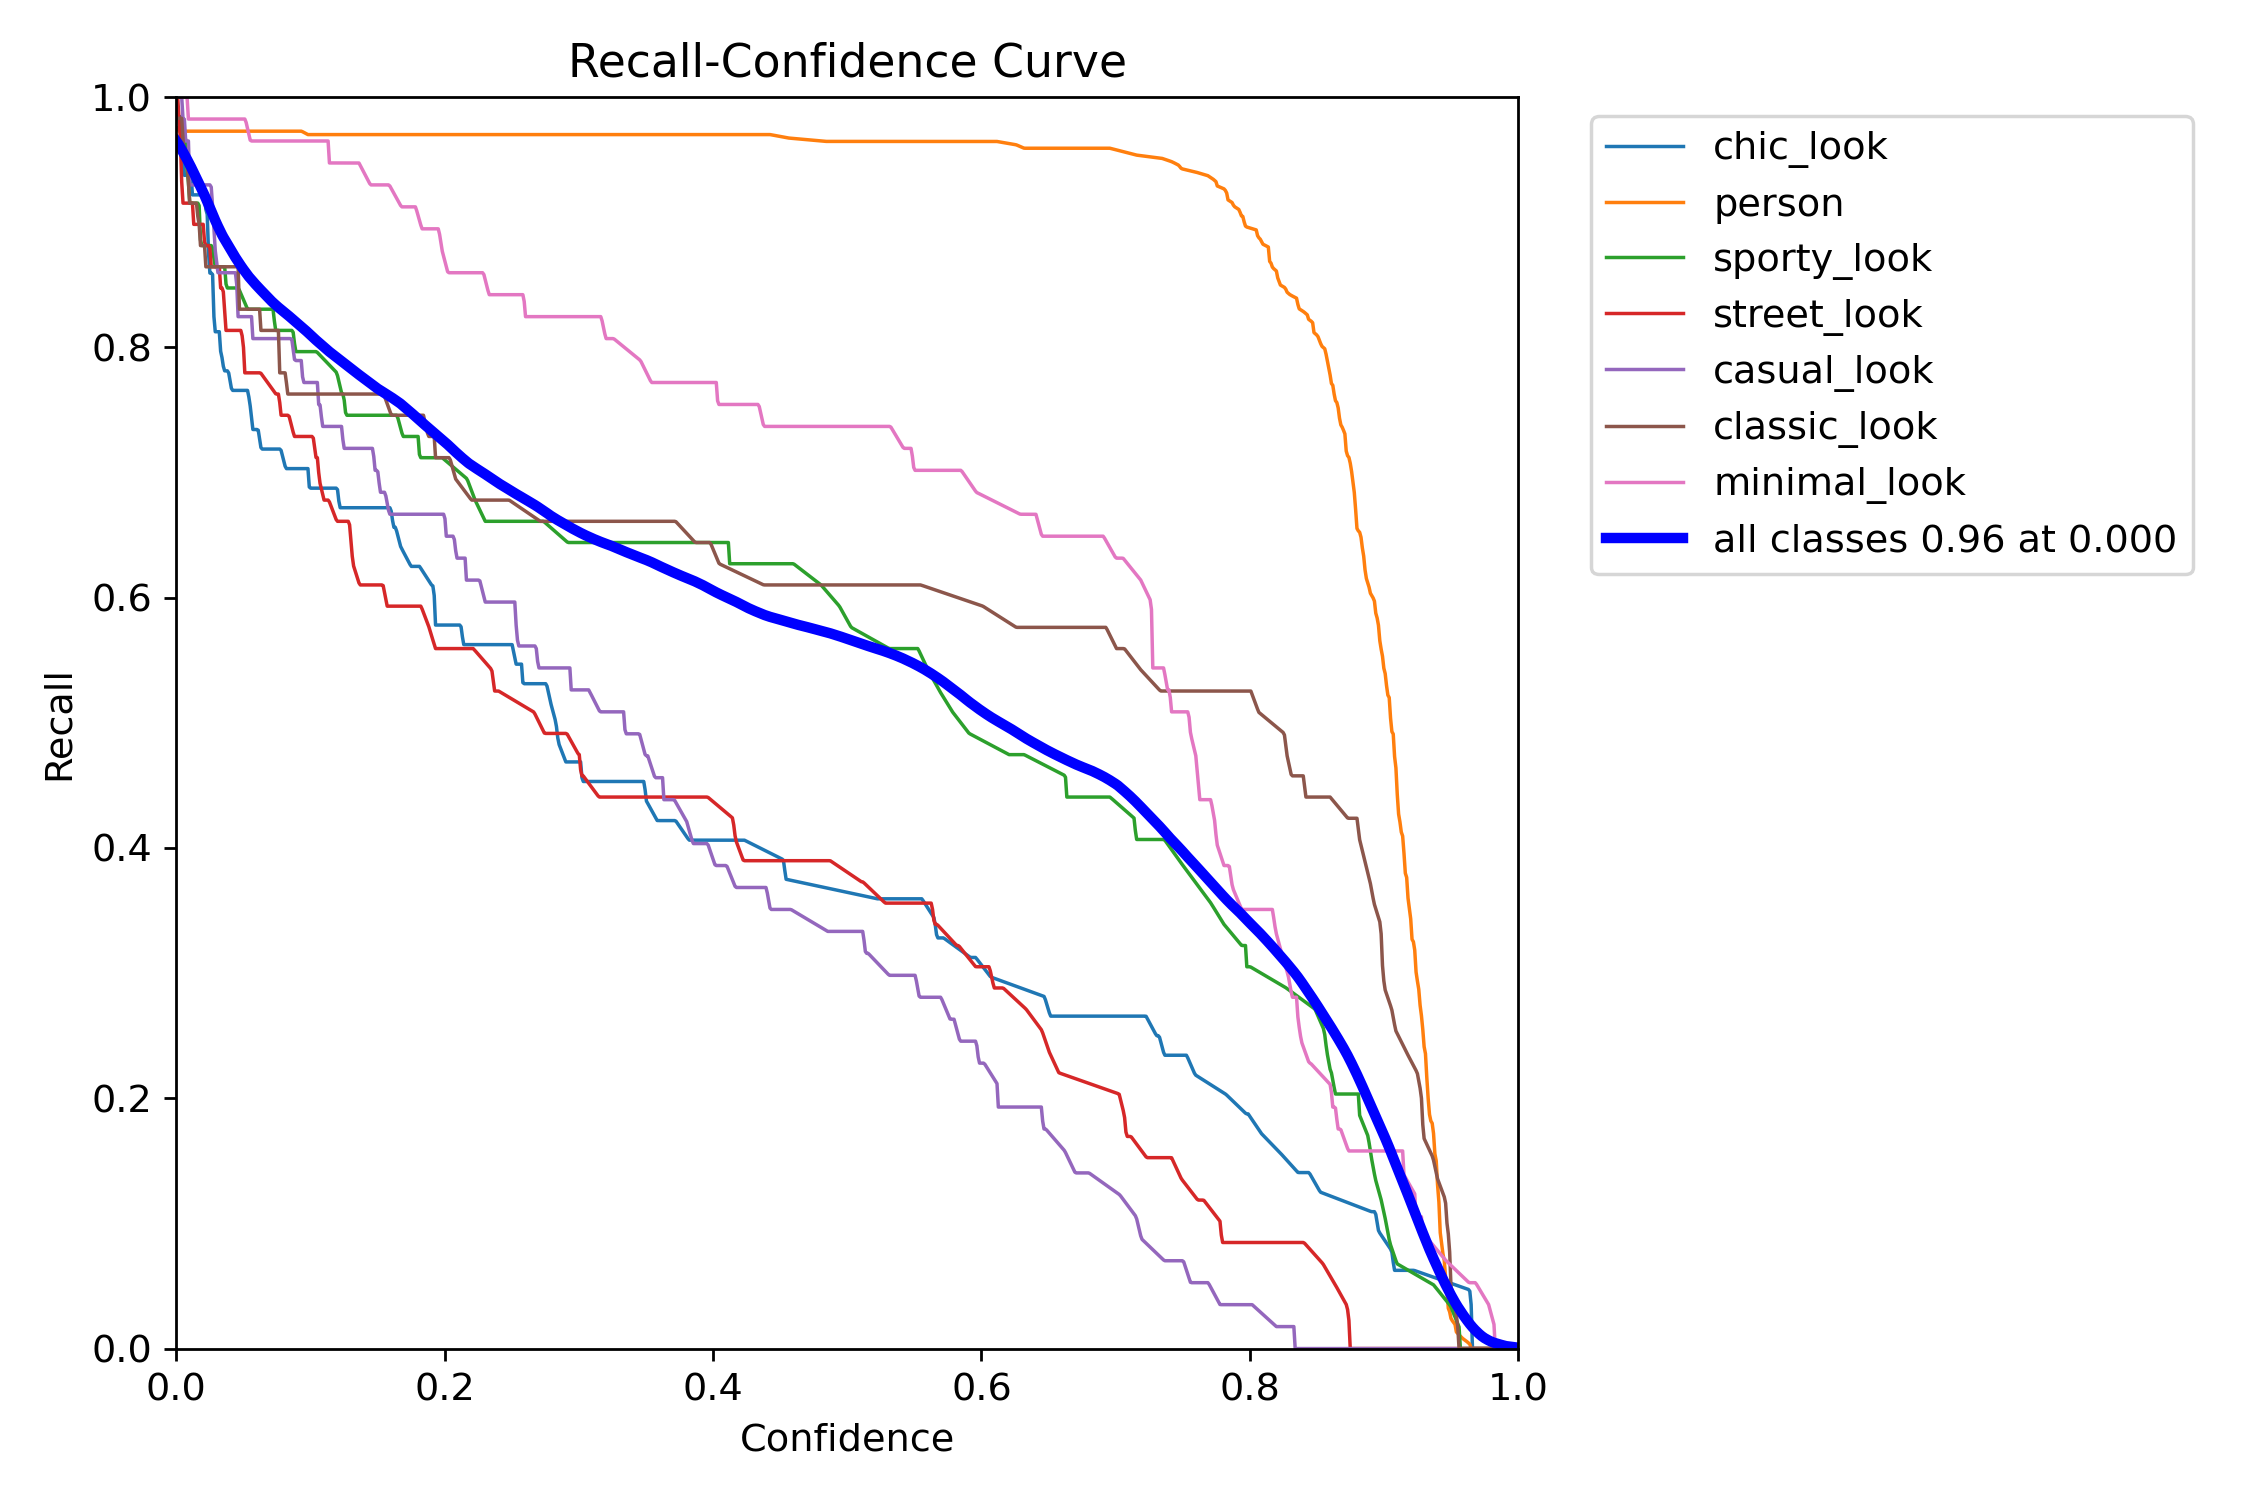 Recall-Confidence Curve
1.0
0.8
0.6
0.4
0.2
0.0
Recall
0.0 0.2 0.4 0.6 0.8 1.0
Confidence
chic_look
person
sporty_look
street_look
casual_look
classic_look
minimal_look
all classes 0.96 at 0.000